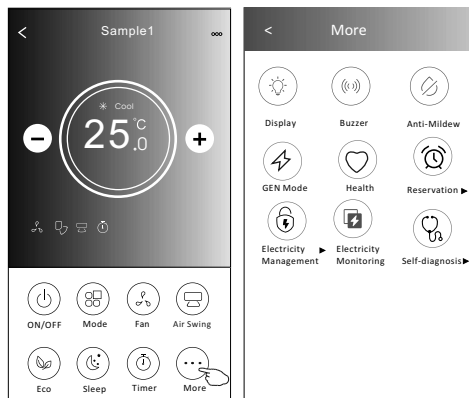 <
Sample1
ooo
Cool
25.0°C
ON/OFF
Mode
Fan
Air Swing
Eco
Sleep
Timer
More
<
More
Display
Buzzer
Anti-Mildew
GEN Mode
Health
Reservation ▶
Electricity
Management ▶
Electricity
Monitoring
Self-diagnosis▶